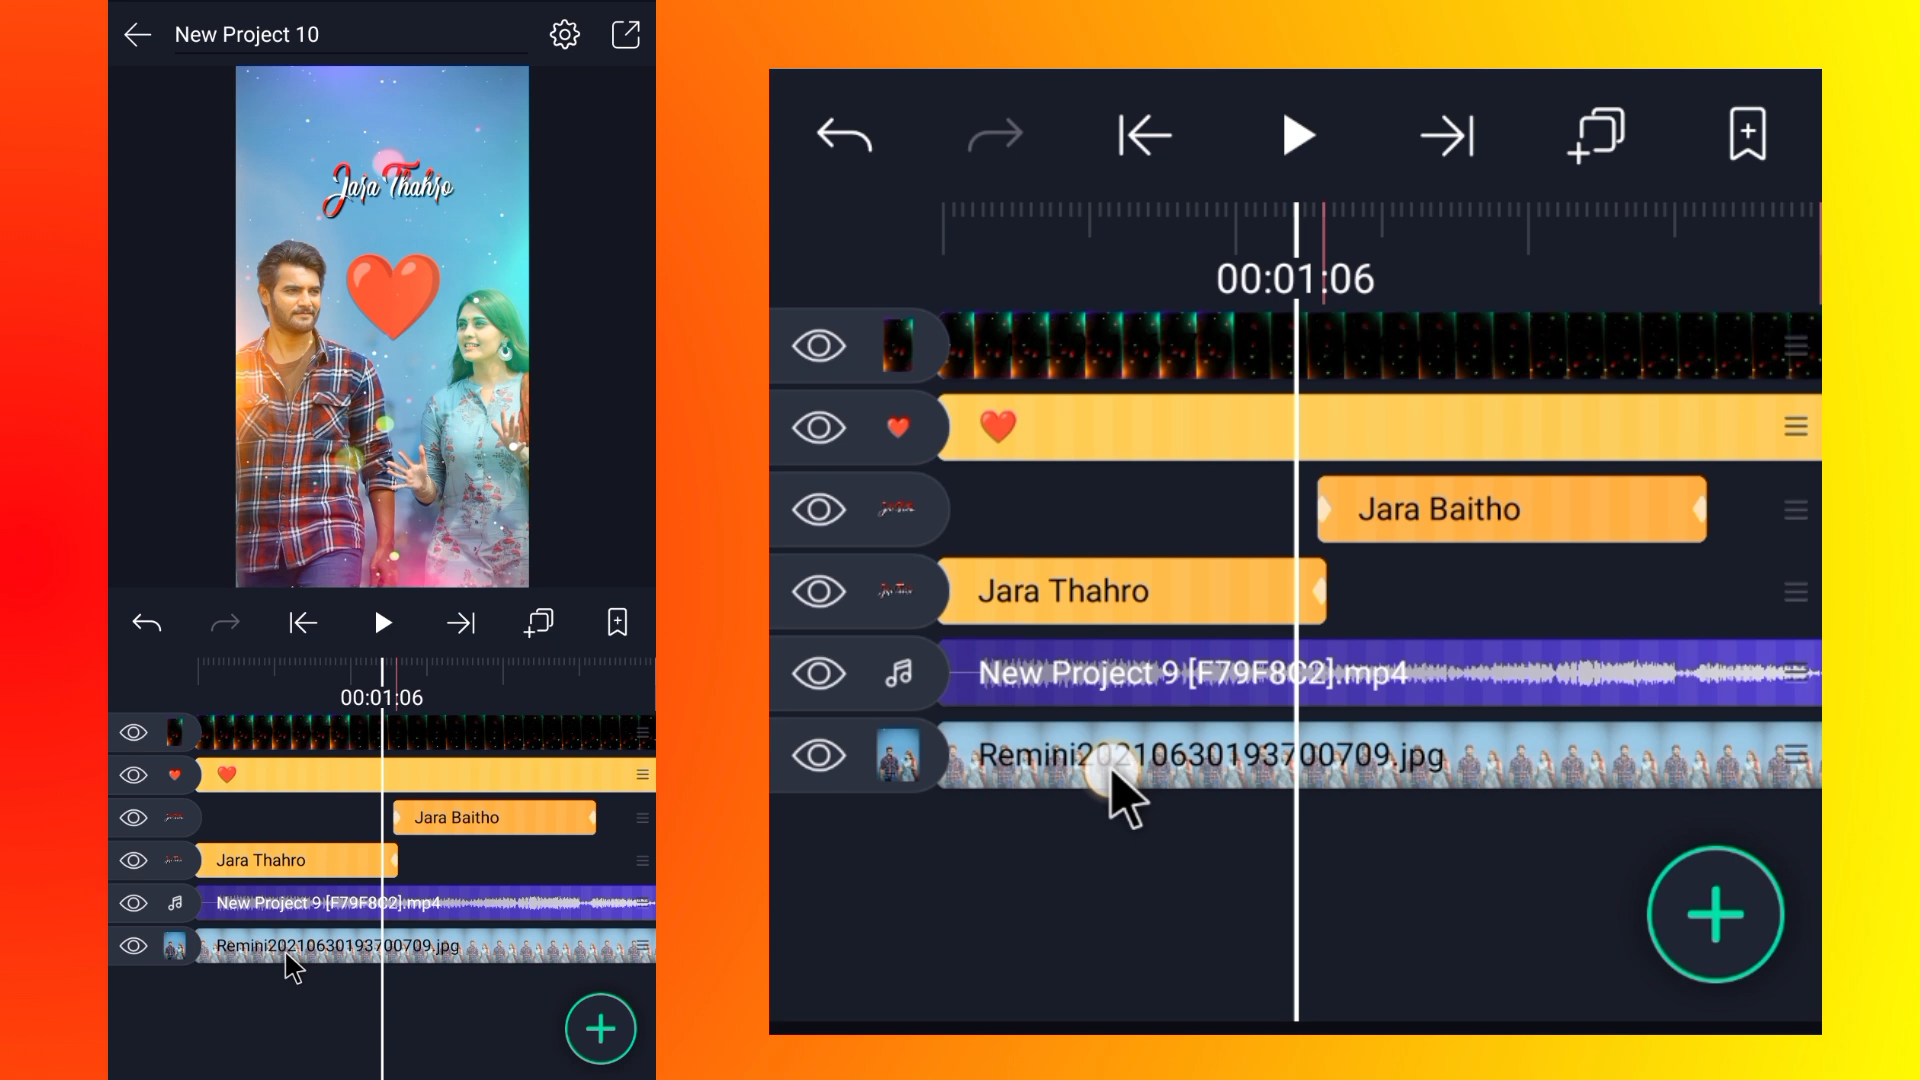 New Project 10
Jara Thahro
00:01:06
Jara Baitho
Jara Thahro
New Project 9 [F79F8C2].mp4
Remini20210630193700709.jpg
00:01:06
Jara Baitho
Jara Thahro
New Project 9 [F79F8C2].mp4
Remini20210630193700709.jpg